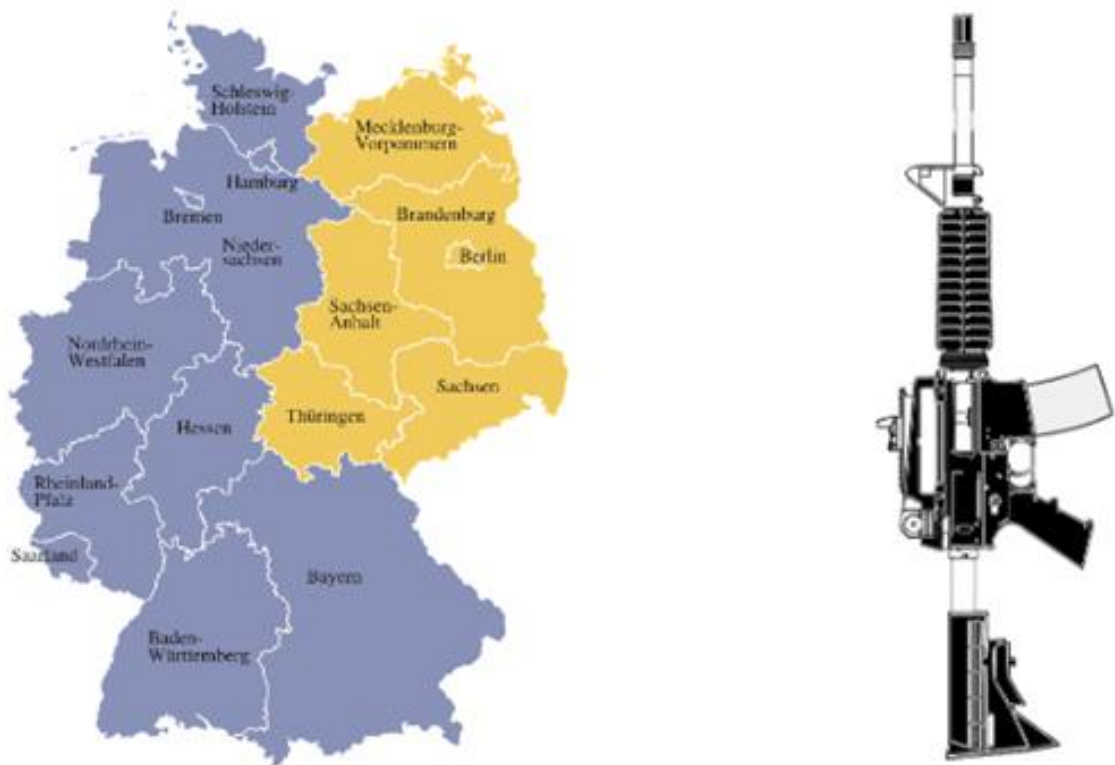 Schleswig-
Holstein
Mecklenburg-
Vorpommern
Hamburg
Bremen
Brandenburg
Nieder-
sachsen
Berlin
Sachsen-
Anhalt
Nordrhein-
Westfalen
Sachsen
Thüringen
Hessen
Rheinland-
Pfalz
Saarland
Bayern
Baden-
Württemberg